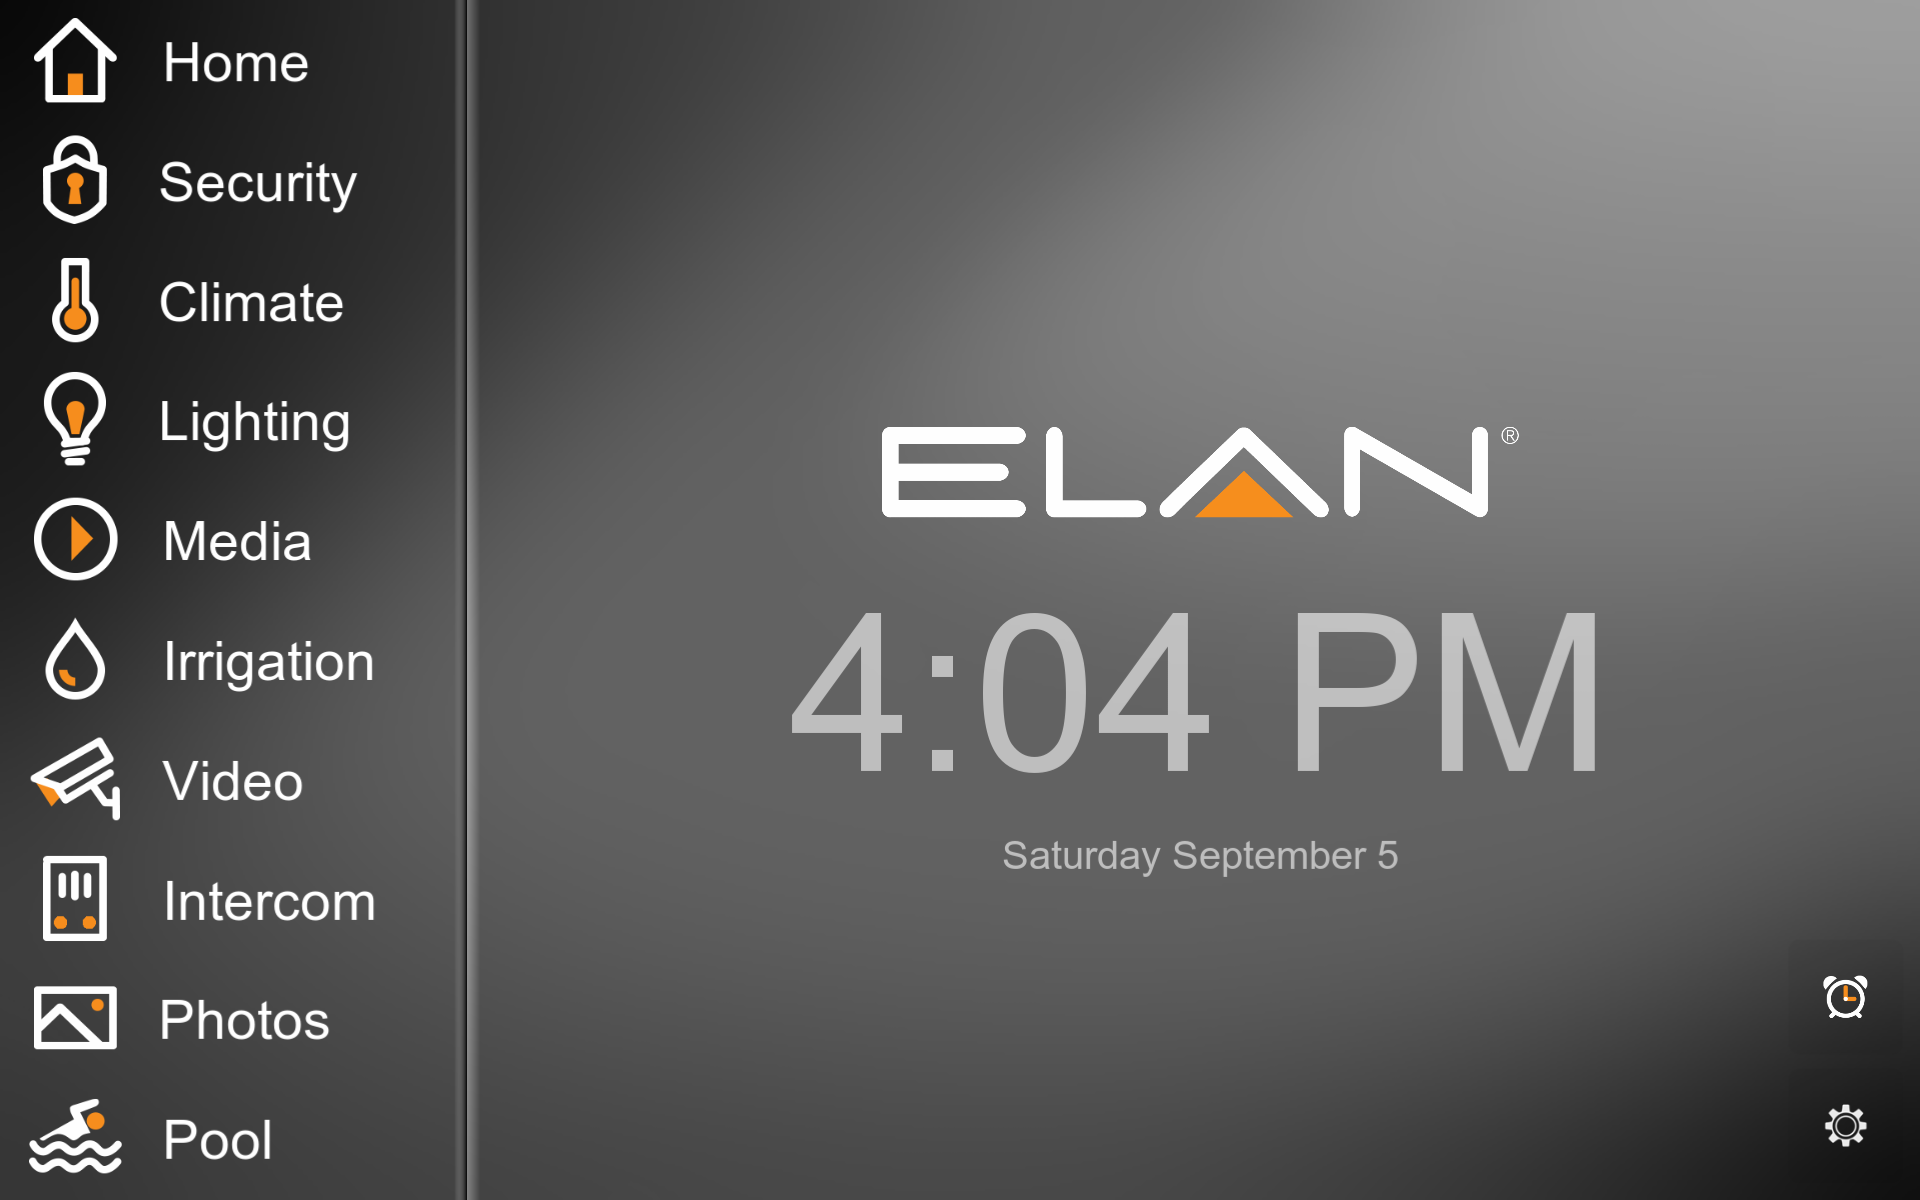 Home
Security
Climate
Lighting
Media
Irrigation
Video
Intercom
Photos
Pool
ELAN®
4:04 PM
Saturday September 5